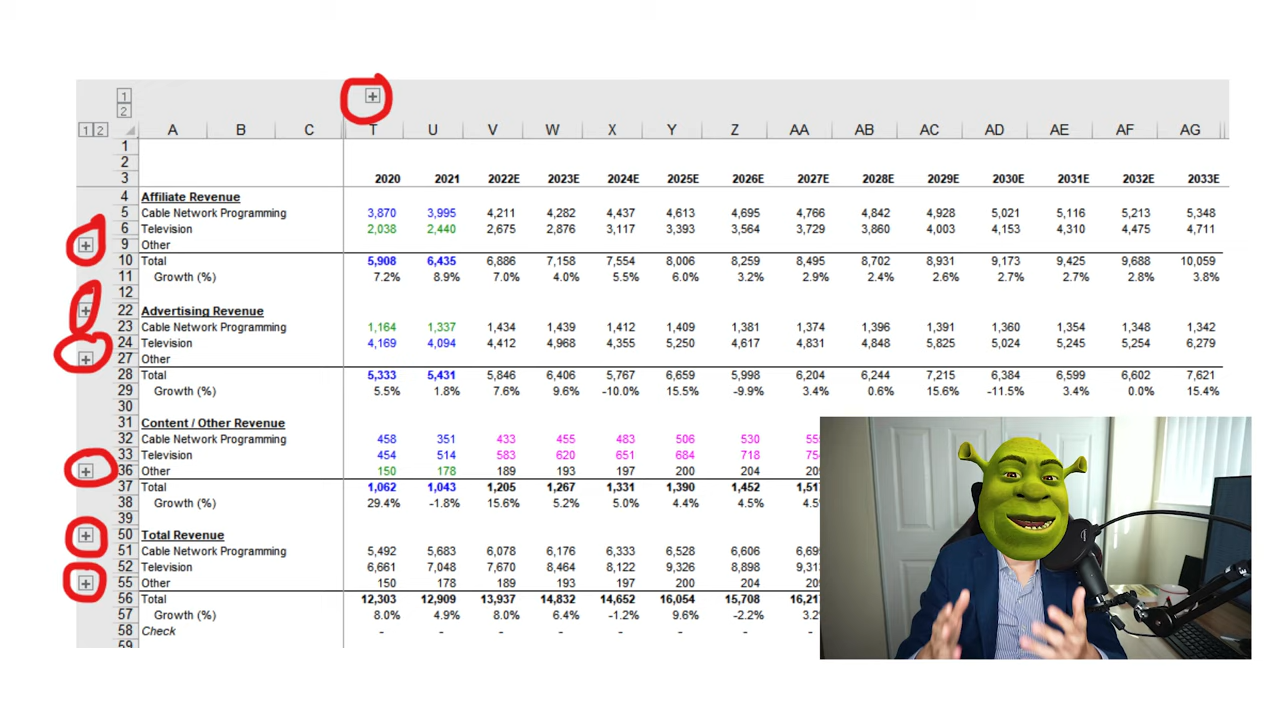 1
2
1 2 A B C T U V W X Y Z AA AB AC AD AE AF AG
1
2
3 2020 2021 2022E 2023E 2024E 2025E 2026E 2027E 2028E 2029E 2030E 2031E 2032E 2033E
4 Affiliate Revenue
5 Cable Network Programming 3,870 3,995 4,211 4,282 4,437 4,613 4,695 4,766 4,842 4,928 5,021 5,116 5,213 5,348
6 Television 2,038 2,440 2,675 2,876 3,117 3,393 3,564 3,729 3,860 4,003 4,153 4,310 4,475 4,711
9 Other
10 Total 5,908 6,435 6,886 7,158 7,554 8,006 8,259 8,495 8,702 8,931 9,173 9,425 9,688 10,059
11 Growth (%) 7.2% 8.9% 7.0% 4.0% 5.5% 6.0% 3.2% 2.9% 2.4% 2.6% 2.7% 2.7% 2.8% 3.8%
12
22 Advertising Revenue
23 Cable Network Programming 1,164 1,337 1,434 1,439 1,412 1,409 1,381 1,374 1,396 1,391 1,360 1,354 1,348 1,342
24 Television 4,169 4,094 4,412 4,968 4,355 5,250 4,617 4,831 4,848 5,825 5,024 5,245 5,254 6,279
27 Other
28 Total 5,333 5,431 5,846 6,406 5,767 6,659 5,998 6,204 6,244 7,215 6,384 6,599 6,602 7,621
29 Growth (%) 5.5% 1.8% 7.6% 9.6% -10.0% 15.5% -9.9% 3.4% 0.6% 15.6% -11.5% 3.4% 0.0% 15.4%
30
31 Content / Other Revenue
32 Cable Network Programming 458 351 433 455 483 506 530
33 Television 454 514 583 620 651 684 718
36 Other 150 178 189 193 197 200 204
37 Total 1,062 1,043 1,205 1,267 1,331 1,390 1,452
38 Growth (%) 29.4% -1.8% 15.6% 5.2% 5.0% 4.4% 4.5%
39
50 Total Revenue
51 Cable Network Programming 5,492 5,683 6,078 6,176 6,333 6,528 6,606
52 Television 6,661 7,048 7,670 8,464 8,122 9,326 8,898
55 Other 150 178 189 193 197 200 204
56 Total 12,303 12,909 13,937 14,832 14,652 16,054 15,708
57 Growth (%) 8.0% 4.9% 8.0% 6.4% -1.2% 9.6% -2.2%
58 Check - - - - - - -
59